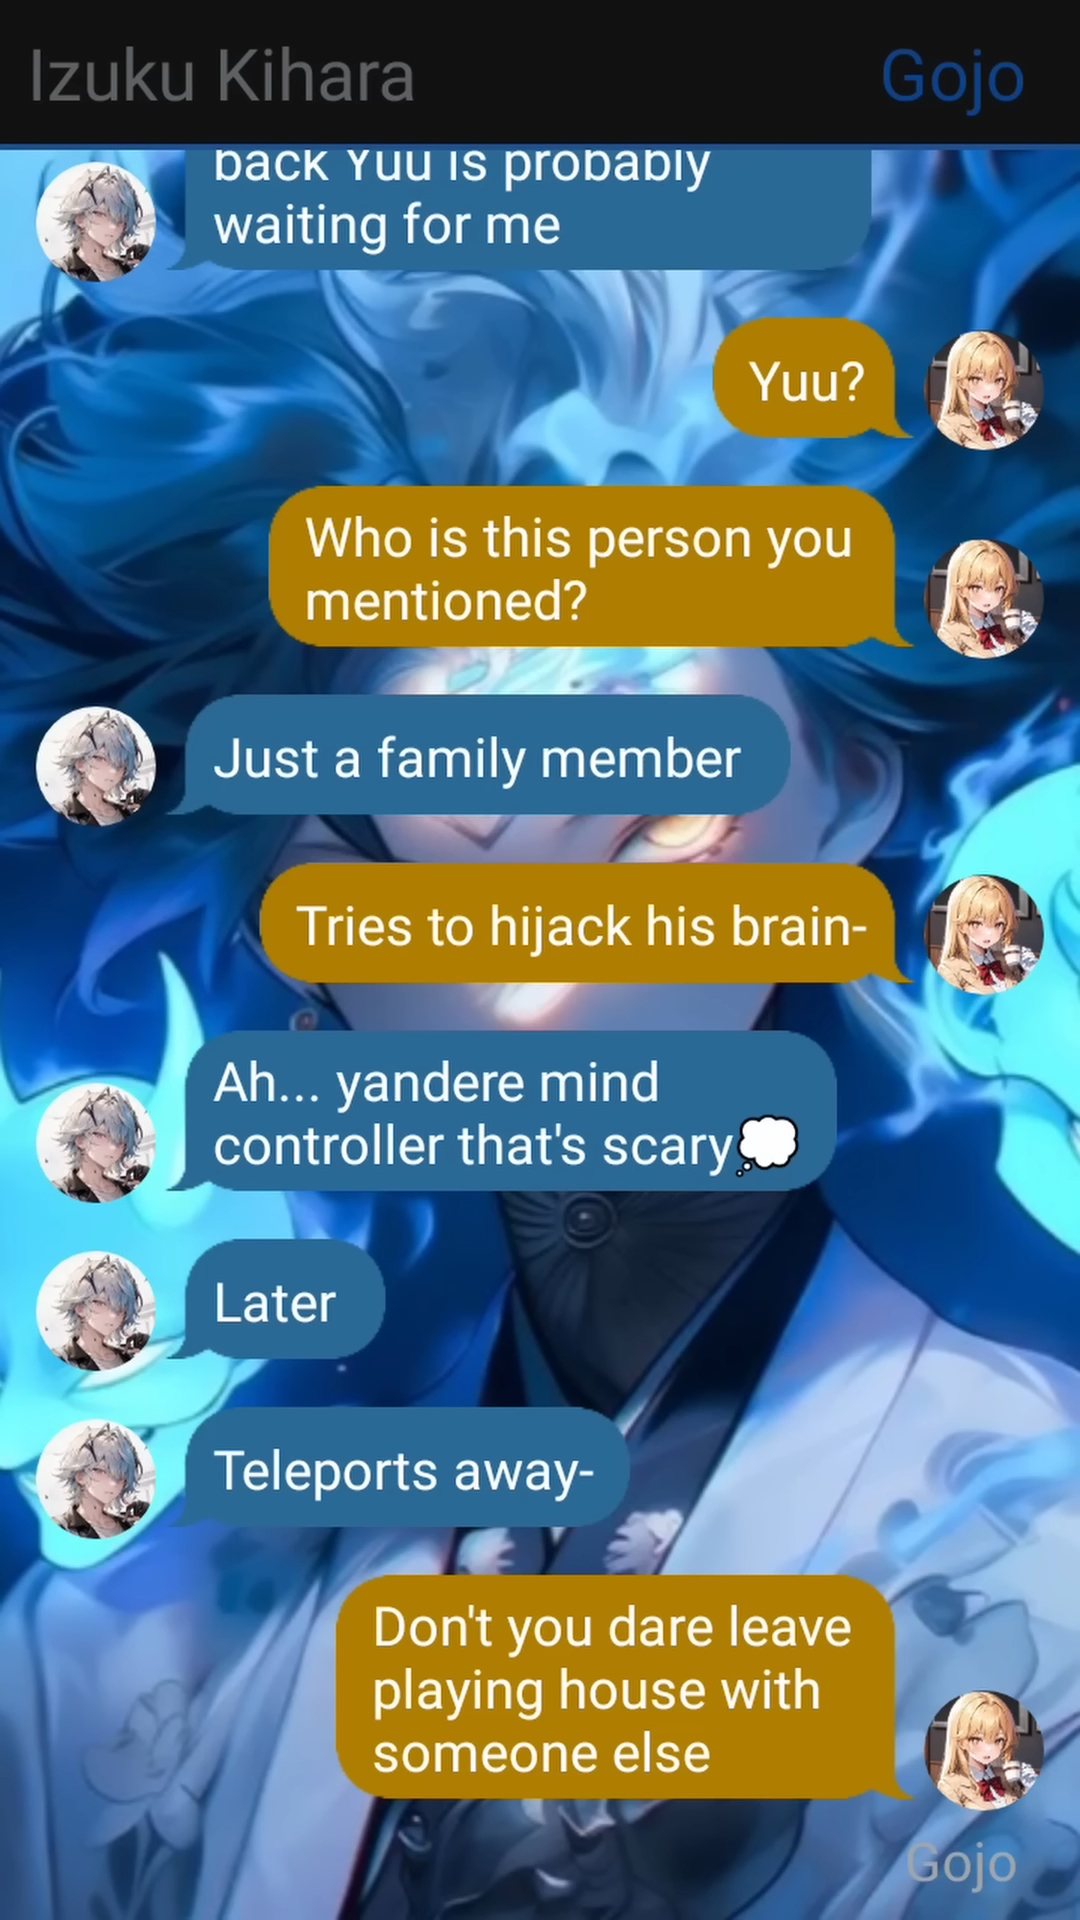 Izuku Kihara
Gojo
back Yuu is probably
waiting for me
Yuu?
Who is this person you
mentioned?
Just a family member
Tries to hijack his brain-
Ah... yandere mind
controller that's scary💭
Later
Teleports away-
Don't you dare leave
playing house with
someone else
Gojo